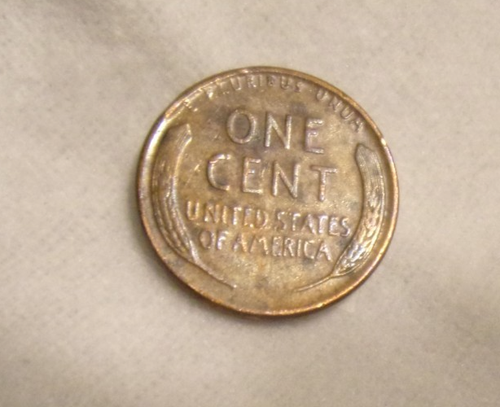 E PLURIBUS UNUM
ONE
CENT
UNITED STATES
OF AMERICA